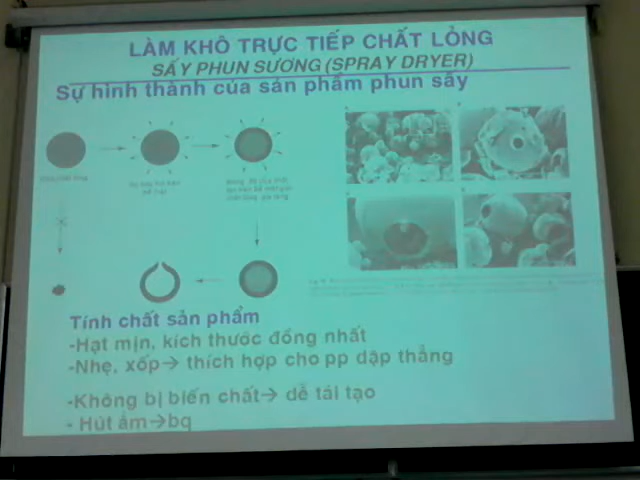 LÀM KHÔ TRỰC TIẾP CHẤT LỎNG
SẤY PHUN SƯƠNG (SPRAY DRYER)
Sự hình thành của sản phẩm phun sấy
Tính chất sản phẩm
-Hạt mịn, kích thước đồng nhất
-Nhẹ, xốp→ thích hợp cho pp dập thẳng
-Không bị biến chất→ dễ tái tạo
- Hút ẩm→bq